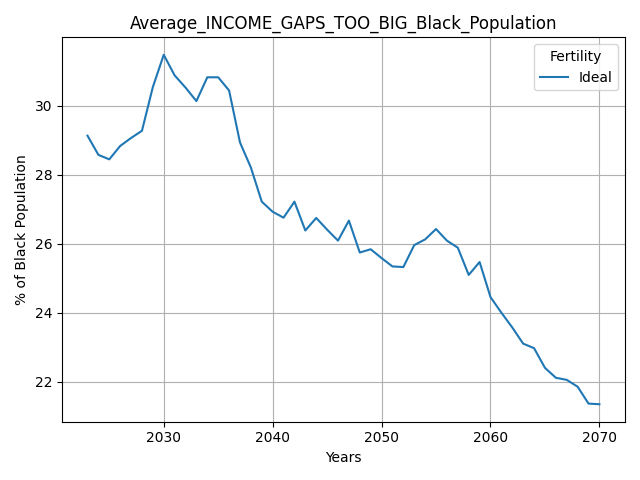 Average_INCOME_GAPS_TOO_BIG_Black_Population
Fertility
Ideal
% of Black Population
30
28
26
24
22
2030 2040 2050 2060 2070
Years